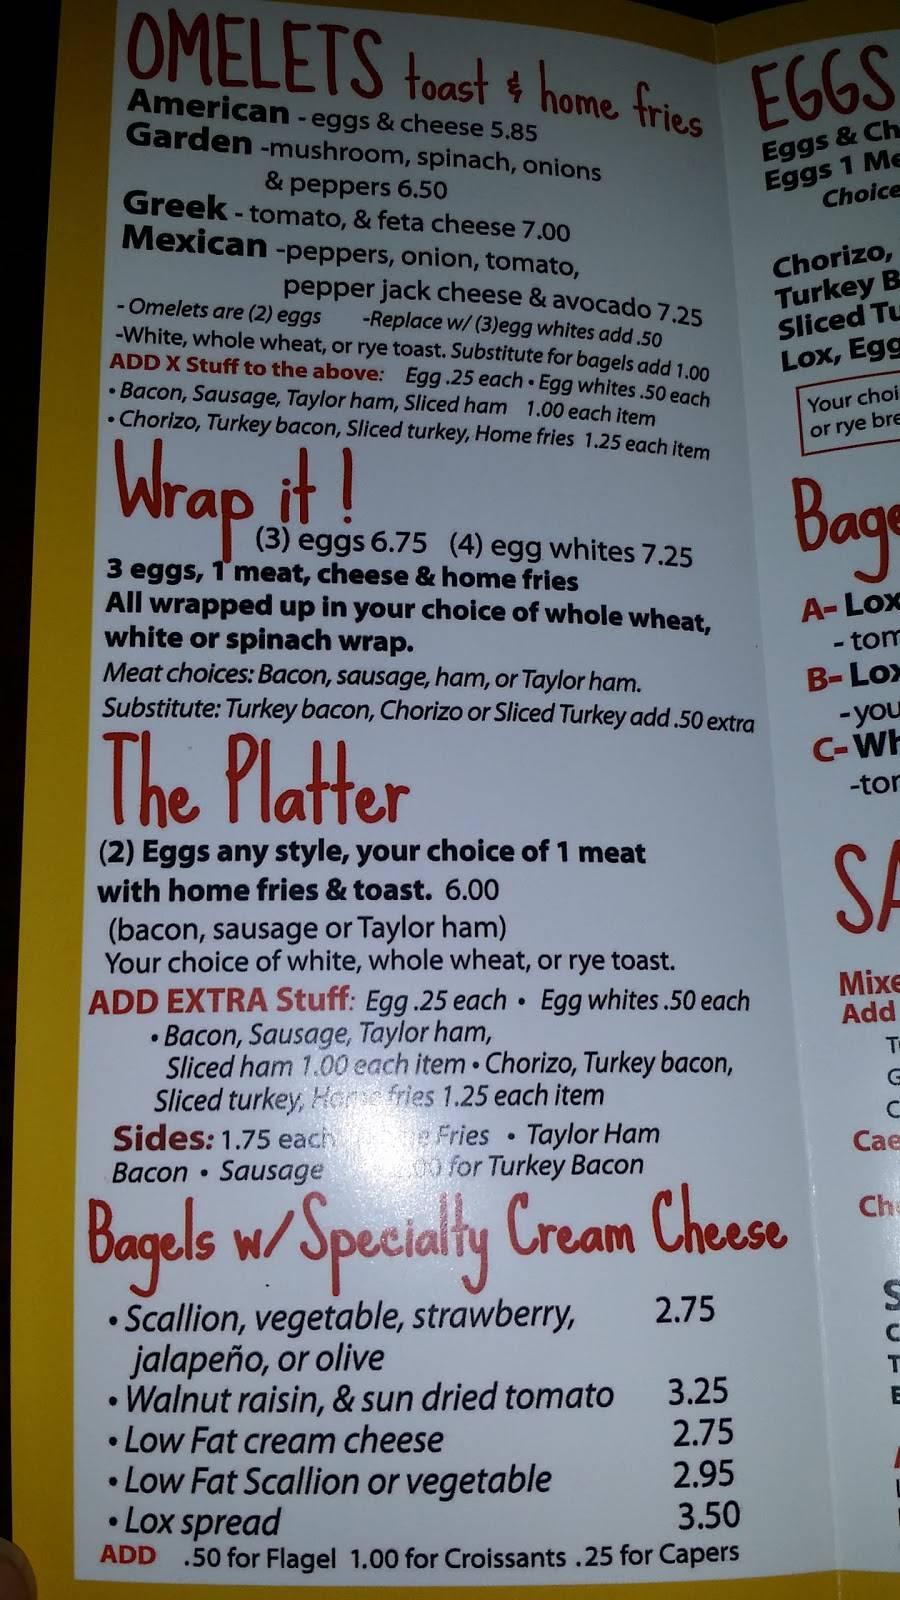 OMELETS toast & home fries
American - eggs & cheese 5.85
Garden -mushroom, spinach, onions
& peppers 6.50
Greek - tomato, & feta cheese 7.00
Mexican -peppers, onion, tomato,
pepper jack cheese & avocado 7.25
- Omelets are (2) eggs -Replace w/ (3)egg whites add .50
-White, whole wheat, or rye toast. Substitute for bagels add 1.00
ADD X Stuff to the above: Egg .25 each • Egg whites .50 each
• Bacon, Sausage, Taylor ham, Sliced ham 1.00 each item
• Chorizo, Turkey bacon, Sliced turkey, Home fries 1.25 each item
Wrap it !
(3) eggs 6.75 (4) egg whites 7.25
3 eggs, 1 meat, cheese & home fries
All wrapped up in your choice of whole wheat,
white or spinach wrap.
Meat choices: Bacon, sausage, ham, or Taylor ham.
Substitute: Turkey bacon, Chorizo or Sliced Turkey add .50 extra
The Platter
(2) Eggs any style, your choice of 1 meat
with home fries & toast. 6.00
(bacon, sausage or Taylor ham)
Your choice of white, whole wheat, or rye toast.
ADD EXTRA Stuff: Egg .25 each • Egg whites .50 each
• Bacon, Sausage, Taylor ham,
Sliced ham 1.00 each item • Chorizo, Turkey bacon,
Sliced turkey, Home fries 1.25 each item
Sides: 1.75 each Fries • Taylor Ham
Bacon • Sausage for Turkey Bacon
Bagels w/ Specialty Cream Cheese
• Scallion, vegetable, strawberry, 2.75
jalapeño, or olive
• Walnut raisin, & sun dried tomato 3.25
• Low Fat cream cheese 2.75
• Low Fat Scallion or vegetable 2.95
• Lox spread 3.50
ADD .50 for Flagel 1.00 for Croissants .25 for Capers
EGGS
Eggs & Ch
Eggs 1 Me
Choice
Chorizo,
Turkey B
Sliced Tu
Lox, Egg
Your choi
or rye bre
Bage
A- Lox
- tom
B- Lox
- you
C- Wh
-tor
SA
Mixe
Add
T
G
C
Cae
Ch
S
C
T
E